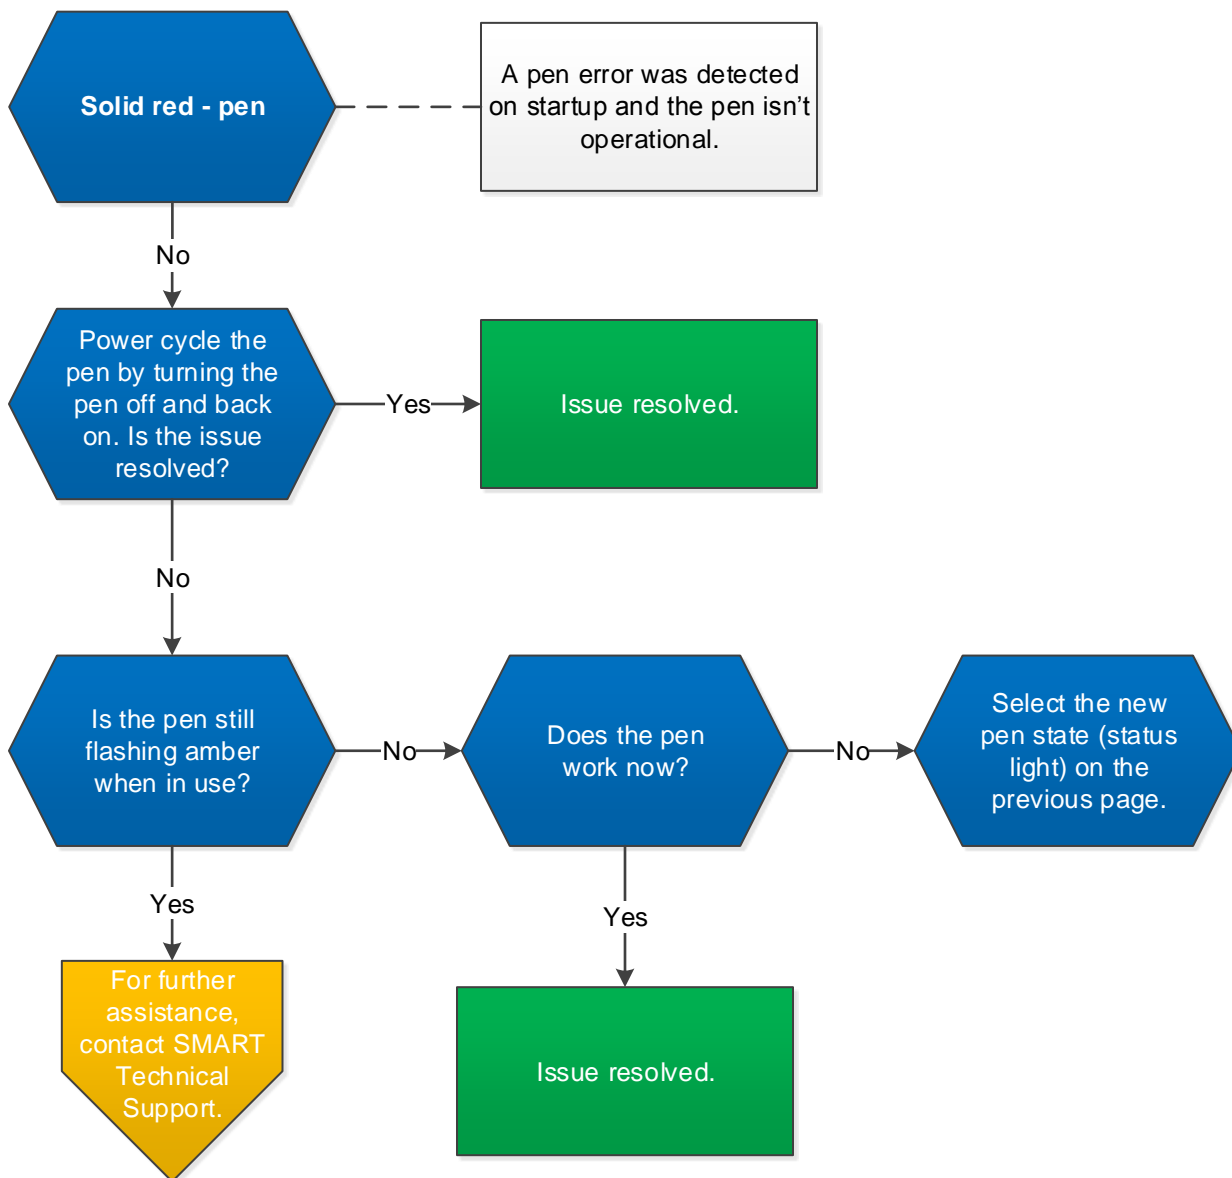 Solid red - pen
A pen error was detected
on startup and the pen isn't
operational.
No
Power cycle the
pen by turning the
pen off and back
on. Is the issue
resolved?
Yes
Issue resolved.
No
Is the pen still
flashing amber
when in use?
No
Does the pen
work now?
No
Select the new
pen state (status
light) on the
previous page.
Yes
For further
assistance,
contact SMART
Technical
Support.
Yes
Issue resolved.